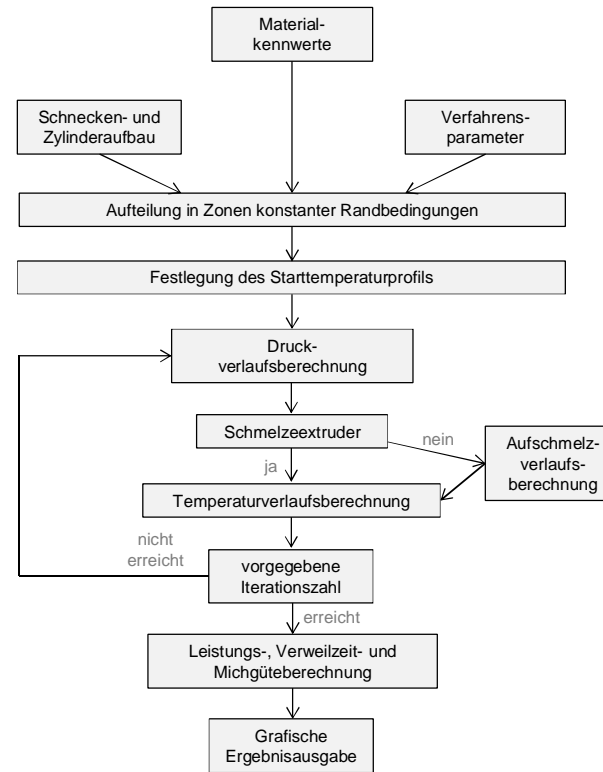 Material-
kennwerte
Schnecken- und
Zylinderaufbau
Verfahrens-
parameter
Aufteilung in Zonen konstanter Randbedingungen
Festlegung des Starttemperaturprofils
Druck-
verlaufsberechnung
Schmelzeextruder
nein
Aufschmelz-
verlaufs-
berechnung
ja
Temperaturverlaufsberechnung
nicht
erreicht
vorgegebene
Iterationszahl
erreicht
Leistungs-, Verweilzeit- und
Michgüteberechnung
Grafische
Ergebnisausgabe